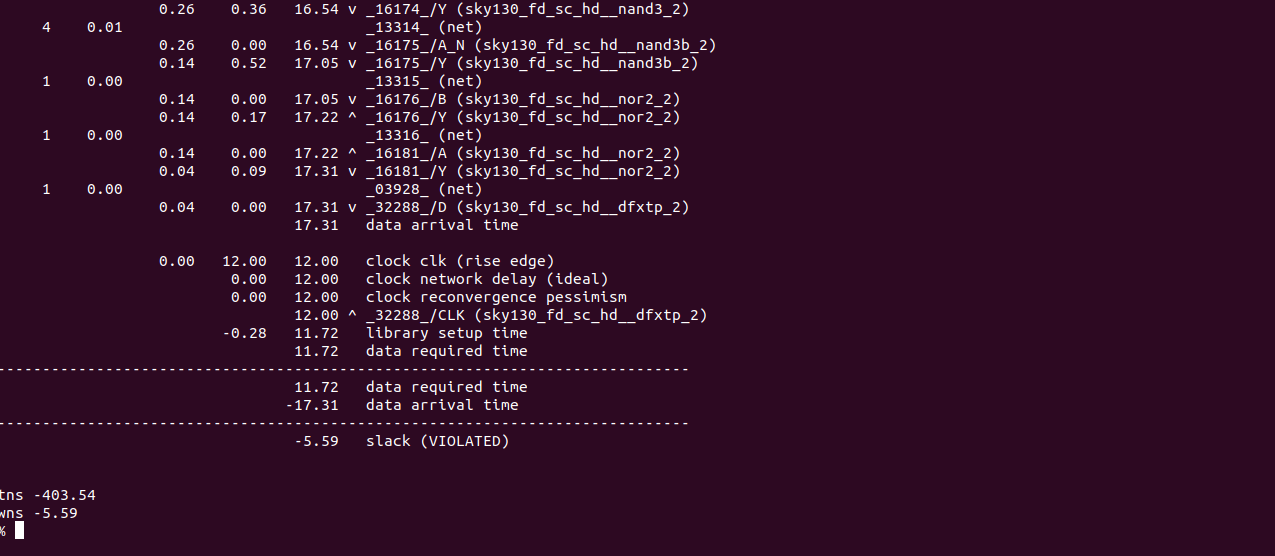 0.26 0.36 16.54 v _16174_/Y (sky130_fd_sc_hd__nand3_2)
4 0.01 _13314_ (net)
0.26 0.00 16.54 v _16175_/A_N (sky130_fd_sc_hd__nand3b_2)
0.14 0.52 17.05 v _16175_/Y (sky130_fd_sc_hd__nand3b_2)
1 0.00 _13315_ (net)
0.14 0.00 17.05 v _16176_/B (sky130_fd_sc_hd__nor2_2)
0.14 0.17 17.22 ^ _16176_/Y (sky130_fd_sc_hd__nor2_2)
1 0.00 _13316_ (net)
0.14 0.00 17.22 ^ _16181_/A (sky130_fd_sc_hd__nor2_2)
0.04 0.09 17.31 v _16181_/Y (sky130_fd_sc_hd__nor2_2)
1 0.00 _03928_ (net)
0.04 0.00 17.31 v _32288_/D (sky130_fd_sc_hd__dfxtp_2)
17.31 data arrival time
0.00 12.00 12.00 clock clk (rise edge)
0.00 12.00 clock network delay (ideal)
0.00 12.00 clock reconvergence pessimism
12.00 ^ _32288_/CLK (sky130_fd_sc_hd__dfxtp_2)
-0.28 11.72 library setup time
11.72 data required time
-----------------------------------------------------------------------------
11.72 data required time
-17.31 data arrival time
-----------------------------------------------------------------------------
-5.59 slack (VIOLATED)
tns -403.54
wns -5.59
%